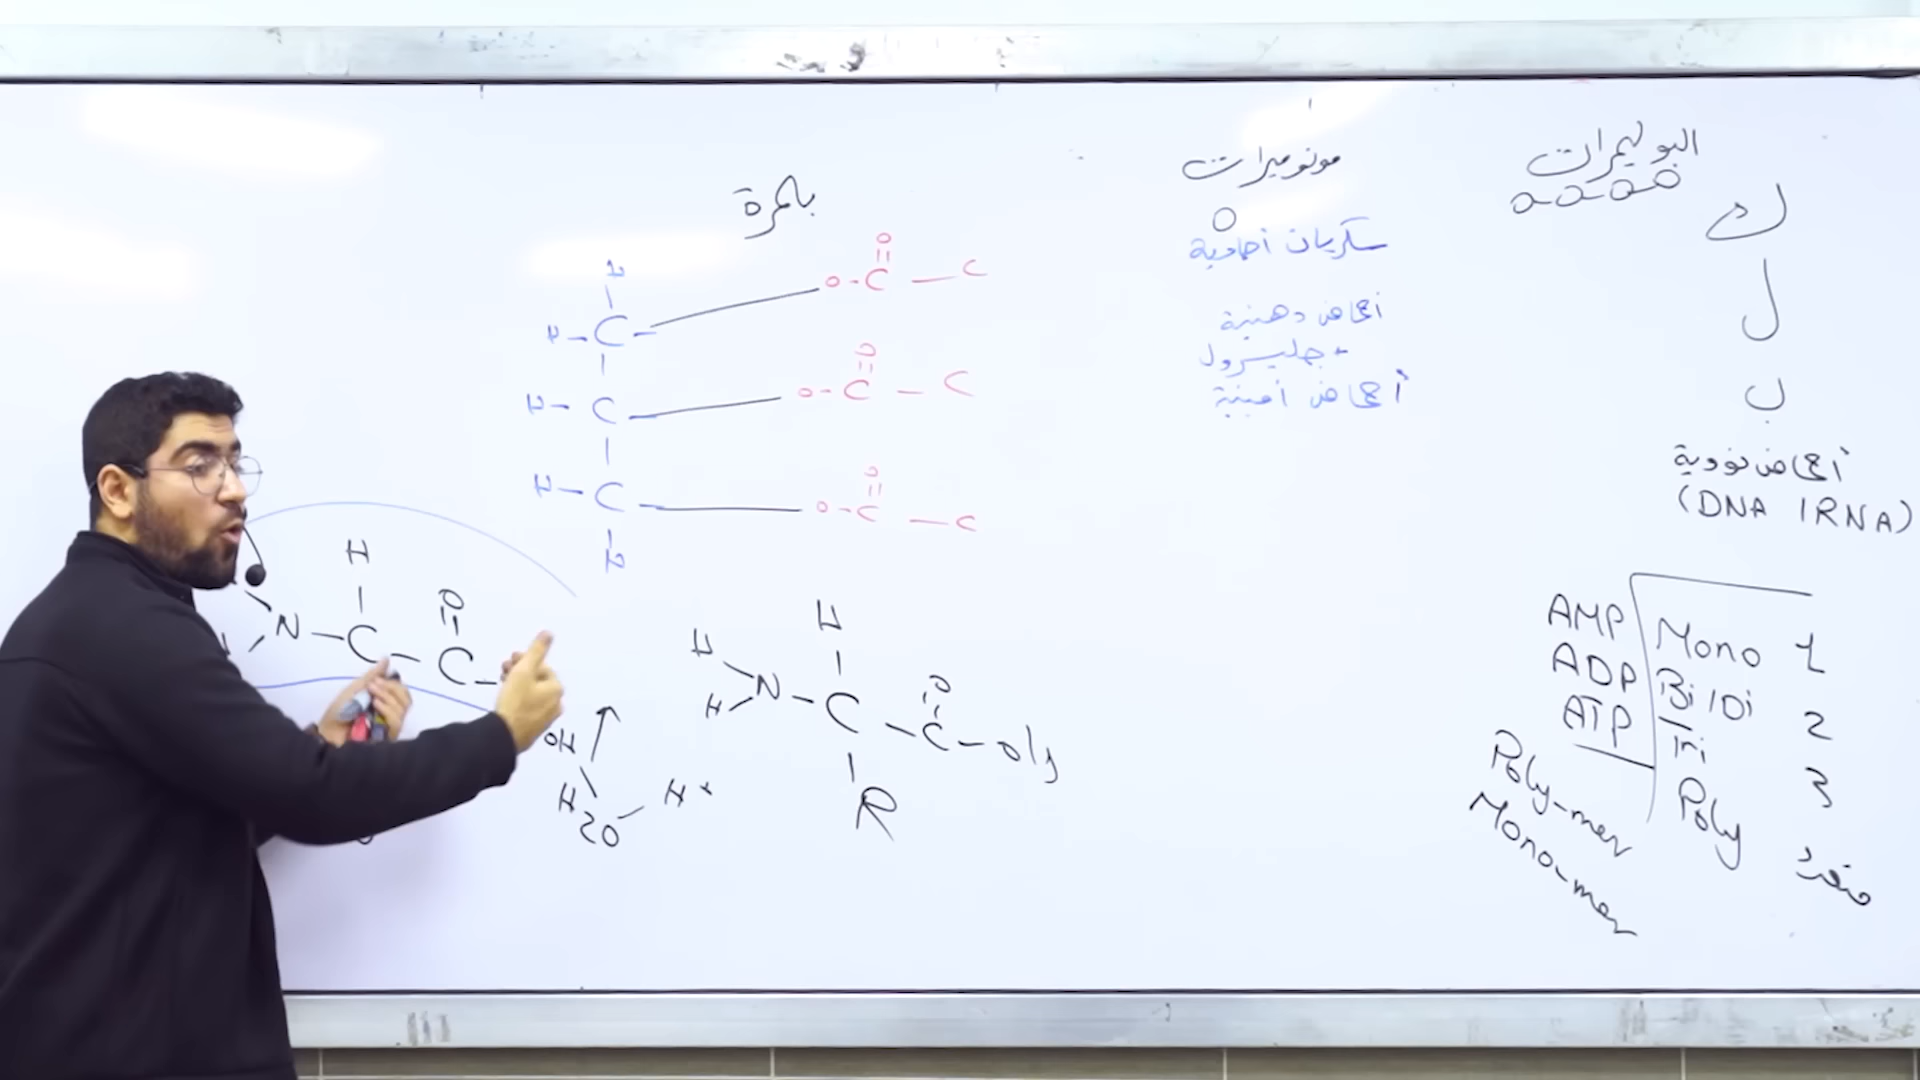 البوليمرات
مونوميرات
بلمرة
ك
سكريات أحادية
ل
أحماض دهنية
+ جليسرول
ب
أحماض أمينية
أحماض نووية
(DNA / RNA)
H
H - C - O - C - C
O
H - C - O - C - C
O
H - C - O - C - C
O
H
H
N - C - C -
O
OH
H2O
H+
H
H
H
N - C - C -
O
R
AMP Mono 1
ADP Bi / Di 2
ATP Tri 3
Poly متعدد
Poly-mer
Mono-mer